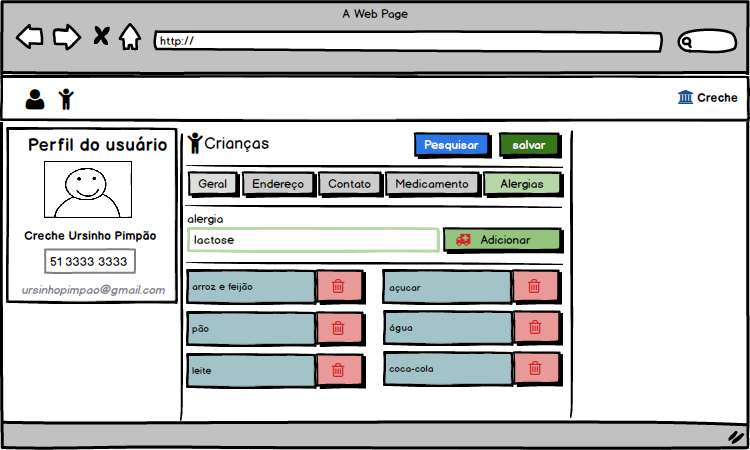 A Web Page
http://
Creche
Perfil do usuário
Creche Ursinho Pimpão
51 3333 3333
ursinhopimpao@gmail.com
Crianças
Pesquisar
salvar
Geral
Endereço
Contato
Medicamento
Alergias
alergia
lactose
Adicionar
arroz e feijão
açucar
pão
água
leite
coca-cola